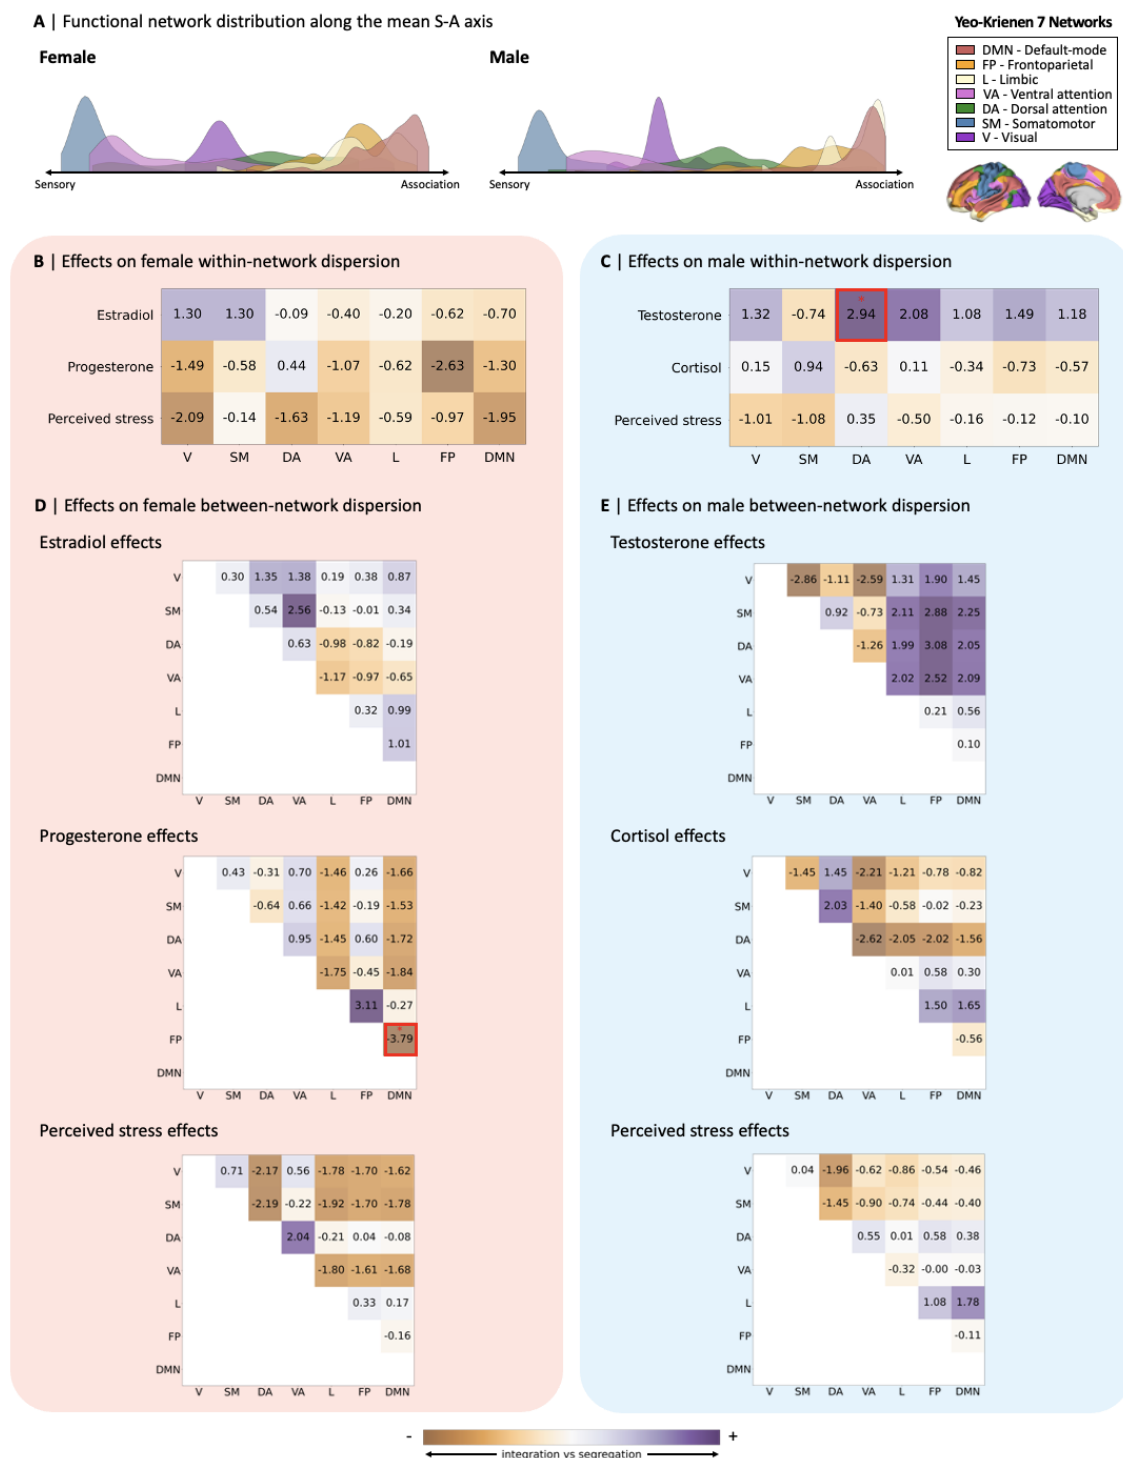 A | Functional network distribution along the mean S-A axis
Yeo-Krienen 7 Networks
Female
Male
DMN - Default-mode
FP - Frontoparietal
L - Limbic
VA - Ventral attention
DA - Dorsal attention
SM - Somatomotor
V - Visual
Sensory Association
Sensory Association
B | Effects on female within-network dispersion
Estradiol 1.30 1.30 -0.09 -0.40 -0.20 -0.62 -0.70
Progesterone -1.49 -0.58 0.44 -1.07 -0.62 -2.63 -1.30
Perceived stress -2.09 -0.14 -1.63 -1.19 -0.59 -0.97 -1.95
V SM DA VA L FP DMN
C | Effects on male within-network dispersion
*
Testosterone 1.32 -0.74 2.94 2.08 1.08 1.49 1.18
Cortisol 0.15 0.94 -0.63 0.11 -0.34 -0.73 -0.57
Perceived stress -1.01 -1.08 0.35 -0.50 -0.16 -0.12 -0.10
V SM DA VA L FP DMN
D | Effects on female between-network dispersion
Estradiol effects
V 0.30 1.35 1.38 0.19 0.38 0.87
SM 0.54 2.56 -0.13 -0.01 0.34
DA 0.63 -0.98 -0.82 -0.19
VA -1.17 -0.97 -0.65
L 0.32 0.99
FP 1.01
DMN
V SM DA VA L FP DMN
Progesterone effects
V 0.43 -0.31 0.70 -1.46 0.26 -1.66
SM -0.64 0.66 -1.42 -0.19 -1.53
DA 0.95 -1.45 0.60 -1.72
VA -1.75 -0.45 -1.84
L 3.11 -0.27
*
FP -3.79
DMN
V SM DA VA L FP DMN
Perceived stress effects
V 0.71 -2.17 0.56 -1.78 -1.70 -1.62
SM -2.19 -0.22 -1.92 -1.70 -1.78
DA 2.04 -0.21 0.04 -0.08
VA -1.80 -1.61 -1.68
L 0.33 0.17
FP -0.16
DMN
V SM DA VA L FP DMN
E | Effects on male between-network dispersion
Testosterone effects
V -2.86 -1.11 -2.59 1.31 1.90 1.45
SM 0.92 -0.73 2.11 2.88 2.25
DA -1.26 1.99 3.08 2.05
VA 2.02 2.52 2.09
L 0.21 0.56
FP 0.10
DMN
V SM DA VA L FP DMN
Cortisol effects
V -1.45 1.45 -2.21 -1.21 -0.78 -0.82
SM 2.03 -1.40 -0.58 -0.02 -0.23
DA -2.62 -2.05 -2.02 -1.56
VA 0.01 0.58 0.30
L 1.50 1.65
FP -0.56
DMN
V SM DA VA L FP DMN
Perceived stress effects
V 0.04 -1.96 -0.62 -0.86 -0.54 -0.46
SM -1.45 -0.90 -0.74 -0.44 -0.40
DA 0.55 0.01 0.58 0.38
VA -0.32 -0.00 -0.03
L 1.08 1.78
FP -0.11
DMN
V SM DA VA L FP DMN
- +
integration vs segregation